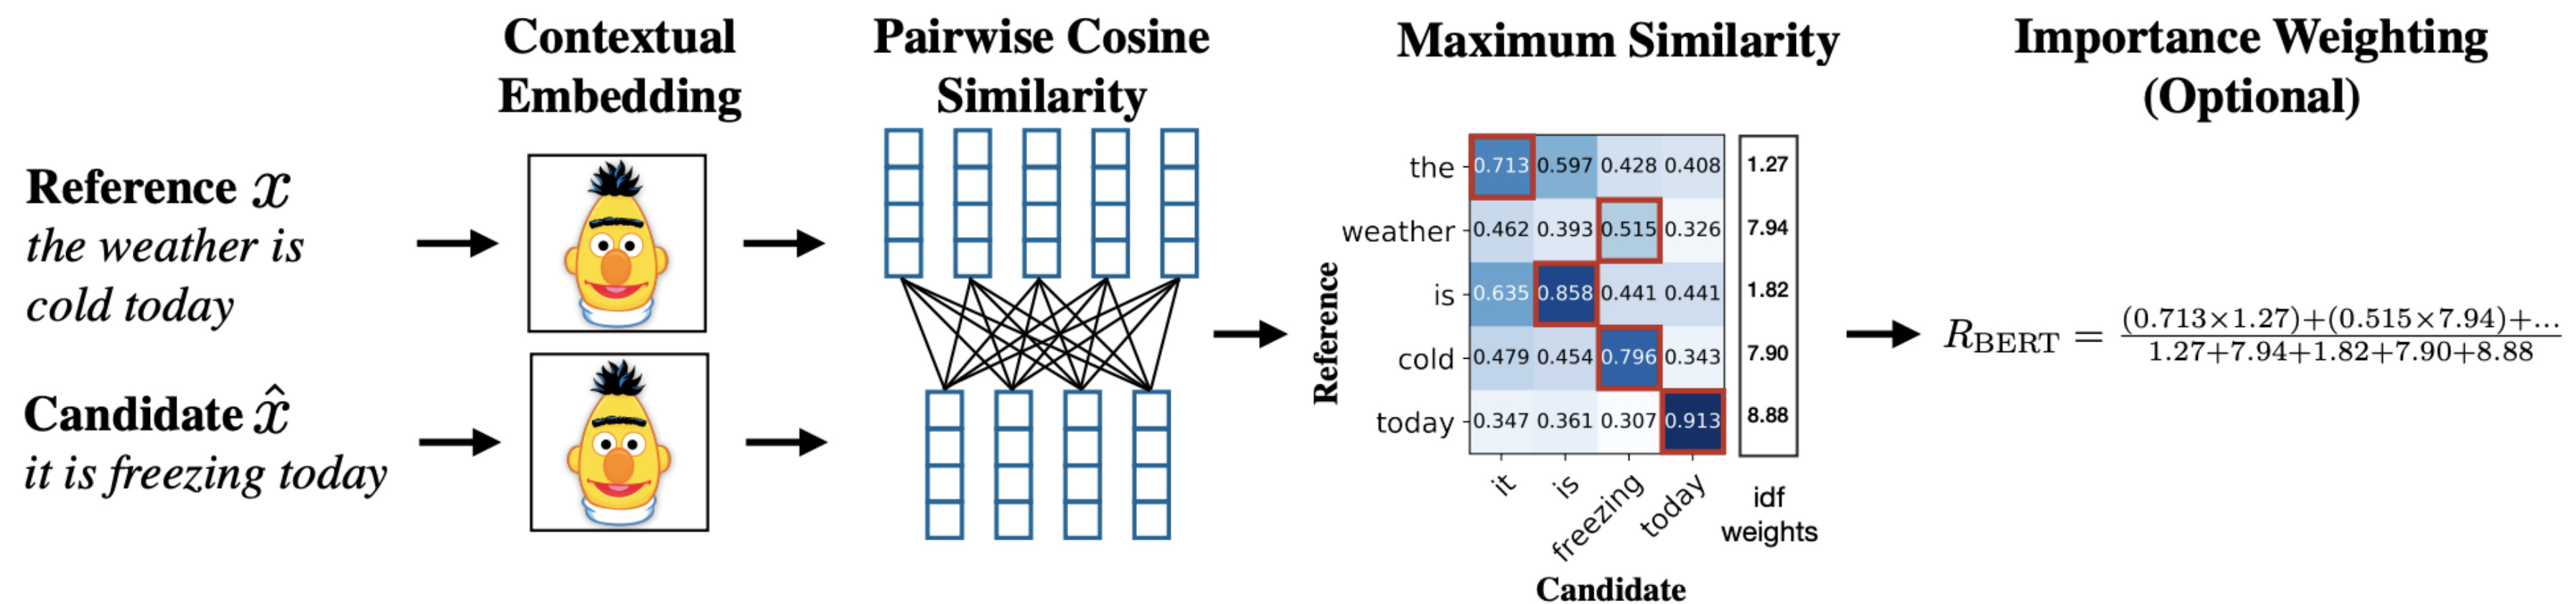 Contextual
Embedding
Pairwise Cosine
Similarity
Maximum Similarity
Importance Weighting
(Optional)
Reference x
the weather is
cold today
Candidate x̂
it is freezing today
Reference
the 0.713 0.597 0.428 0.408 1.27
weather 0.462 0.393 0.515 0.326 7.94
is 0.635 0.858 0.441 0.441 1.82
cold 0.479 0.454 0.796 0.343 7.90
today 0.347 0.361 0.307 0.913 8.88
it is freezing today
idf
weights
Candidate
R_BERT = (0.713×1.27)+(0.515×7.94)+...
1.27+7.94+1.82+7.90+8.88